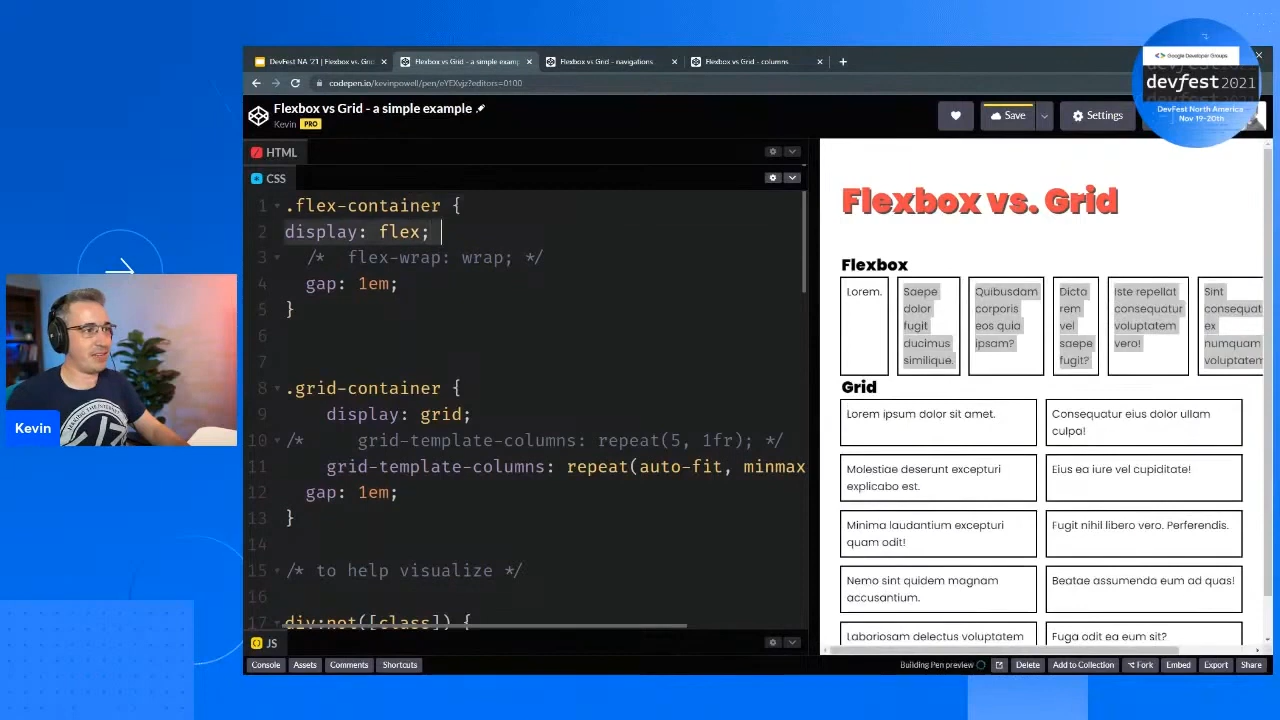 DevFest NA '21 | Flexbox vs. Gri
Flexbox vs Grid - a simple examp
Flexbox vs Grid - navigations
Flexbox vs Grid - columns
codepen.io/kevinpowell/pen/eYEXvjz?editors=0100
Google Developer Groups
devfest2021
DevFest North America
Nov 19-20th
Flexbox vs Grid - a simple example
Kevin PRO
Save
Settings
HTML
CSS
1 .flex-container {
2 display: flex;
3 /* flex-wrap: wrap; */
4 gap: 1em;
5 }
6
7
8 .grid-container {
9 display: grid;
10 /* grid-template-columns: repeat(5, 1fr); */
11 grid-template-columns: repeat(auto-fit, minmax
12 gap: 1em;
13 }
14
15 /* to help visualize */
16
17 div:not([class]) {
JS
Flexbox vs. Grid
Flexbox
Lorem.
Saepe
dolor
fugit
ducimus
similique.
Quibusdam
corporis
eos quia
ipsam?
Dicta
rem
vel
saepe
fugit?
Iste repellat
consequatur
voluptatem
vero!
Sint
consequat
ex
numquam
voluptatem
Grid
Lorem ipsum dolor sit amet.
Consequatur eius dolor ullam
culpa!
Molestiae deserunt excepturi
explicabo est.
Eius ea iure vel cupiditate!
Minima laudantium excepturi
quam odit!
Fugit nihil libero vero. Perferendis.
Nemo sint quidem magnam
accusantium.
Beatae assumenda eum ad quas!
Laboriosam delectus voluptatem
Fuga odit ea eum sit?
Kevin
Console
Assets
Comments
Shortcuts
Building Pen preview
Delete
Add to Collection
Fork
Embed
Export
Share